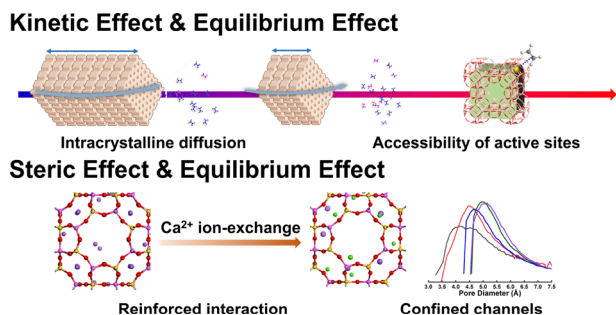 Kinetic Effect & Equilibrium Effect
Intracrystalline diffusion
Accessibility of active sites
Steric Effect & Equilibrium Effect
Ca²⁺ ion-exchange
3.0 3.5 4.0 4.5 5.0 5.5 6.0 6.5 7.0 7.5
Pore Diameter (Å)
Reinforced interaction
Confined channels